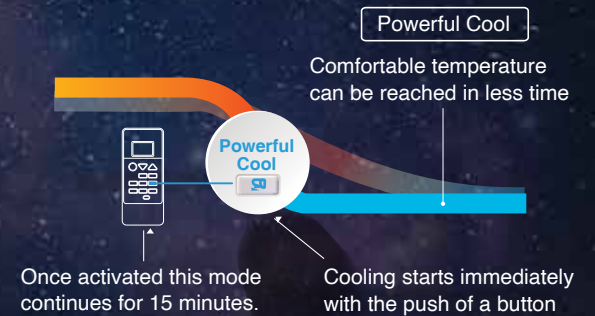 Powerful Cool
Comfortable temperature
can be reached in less time
Powerful
Cool
Once activated this mode
continues for 15 minutes.
Cooling starts immediately
with the push of a button